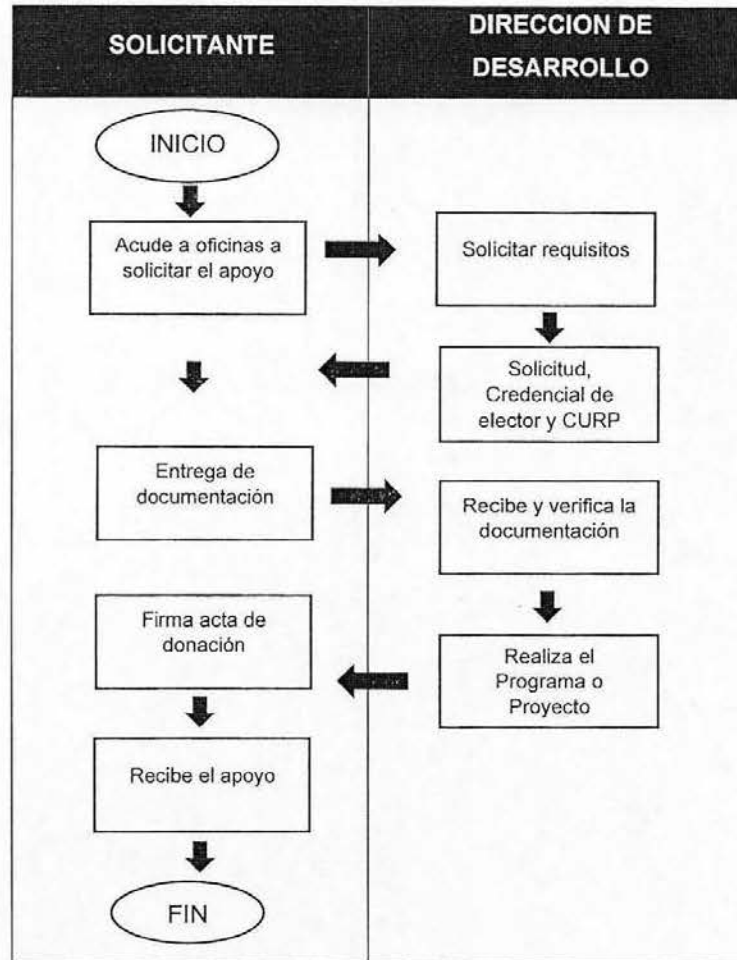 SOLICITANTE
DIRECCION DE
DESARROLLO
INICIO
Acude a oficinas a
solicitar el apoyo
Solicitar requisitos
Solicitud,
Credencial de
elector y CURP
Entrega de
documentación
Recibe y verifica la
documentación
Firma acta de
donación
Realiza el
Programa o
Proyecto
Recibe el apoyo
FIN